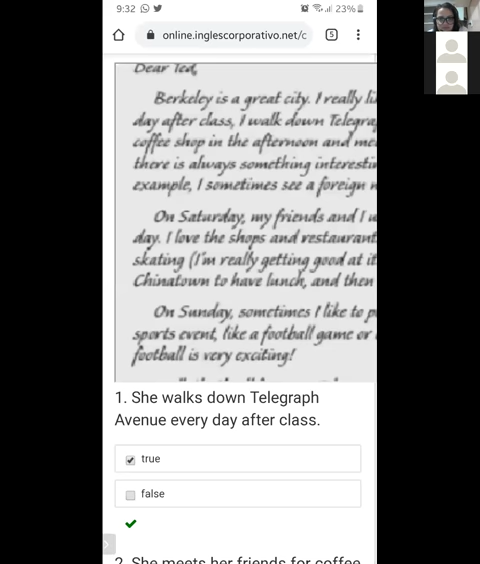 9:32
23%
online.inglescorporativo.net/c
5
Dear Ted,
Berkeley is a great city. I really li
day after class, I walk down Telegra
coffee shop in the afternoon and me
there is always something interesti
example, I sometimes see a foreign
On Saturday, my friends and I
day. I love the shops and restaurant
skating (I'm really getting good at it
Chinatown to have lunch, and then
On Sunday, sometimes I like to p
sports event, like a football game or
football is very exciting!
1. She walks down Telegraph
Avenue every day after class.
true
false
2. She meets her friends for coffee